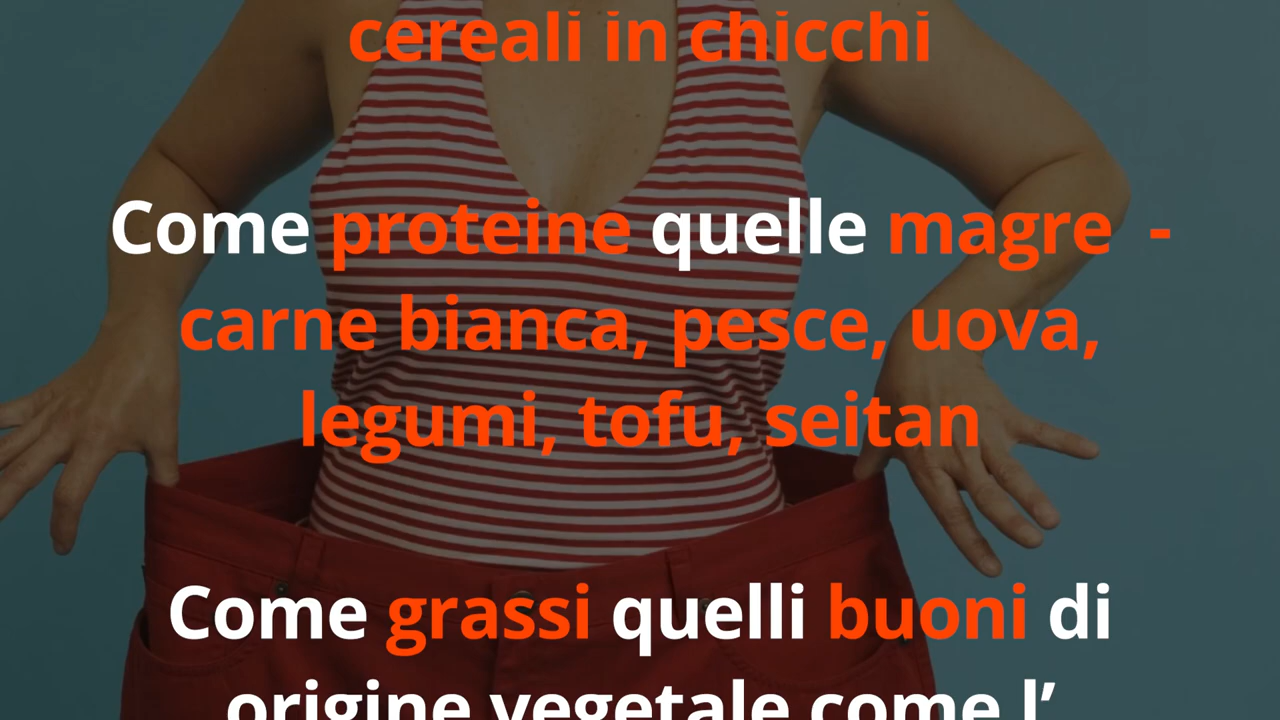 cereali in chicchi
Come proteine quelle magre -
carne bianca, pesce, uova,
legumi, tofu, seitan
Come grassi quelli buoni di
origine vegetale come l’